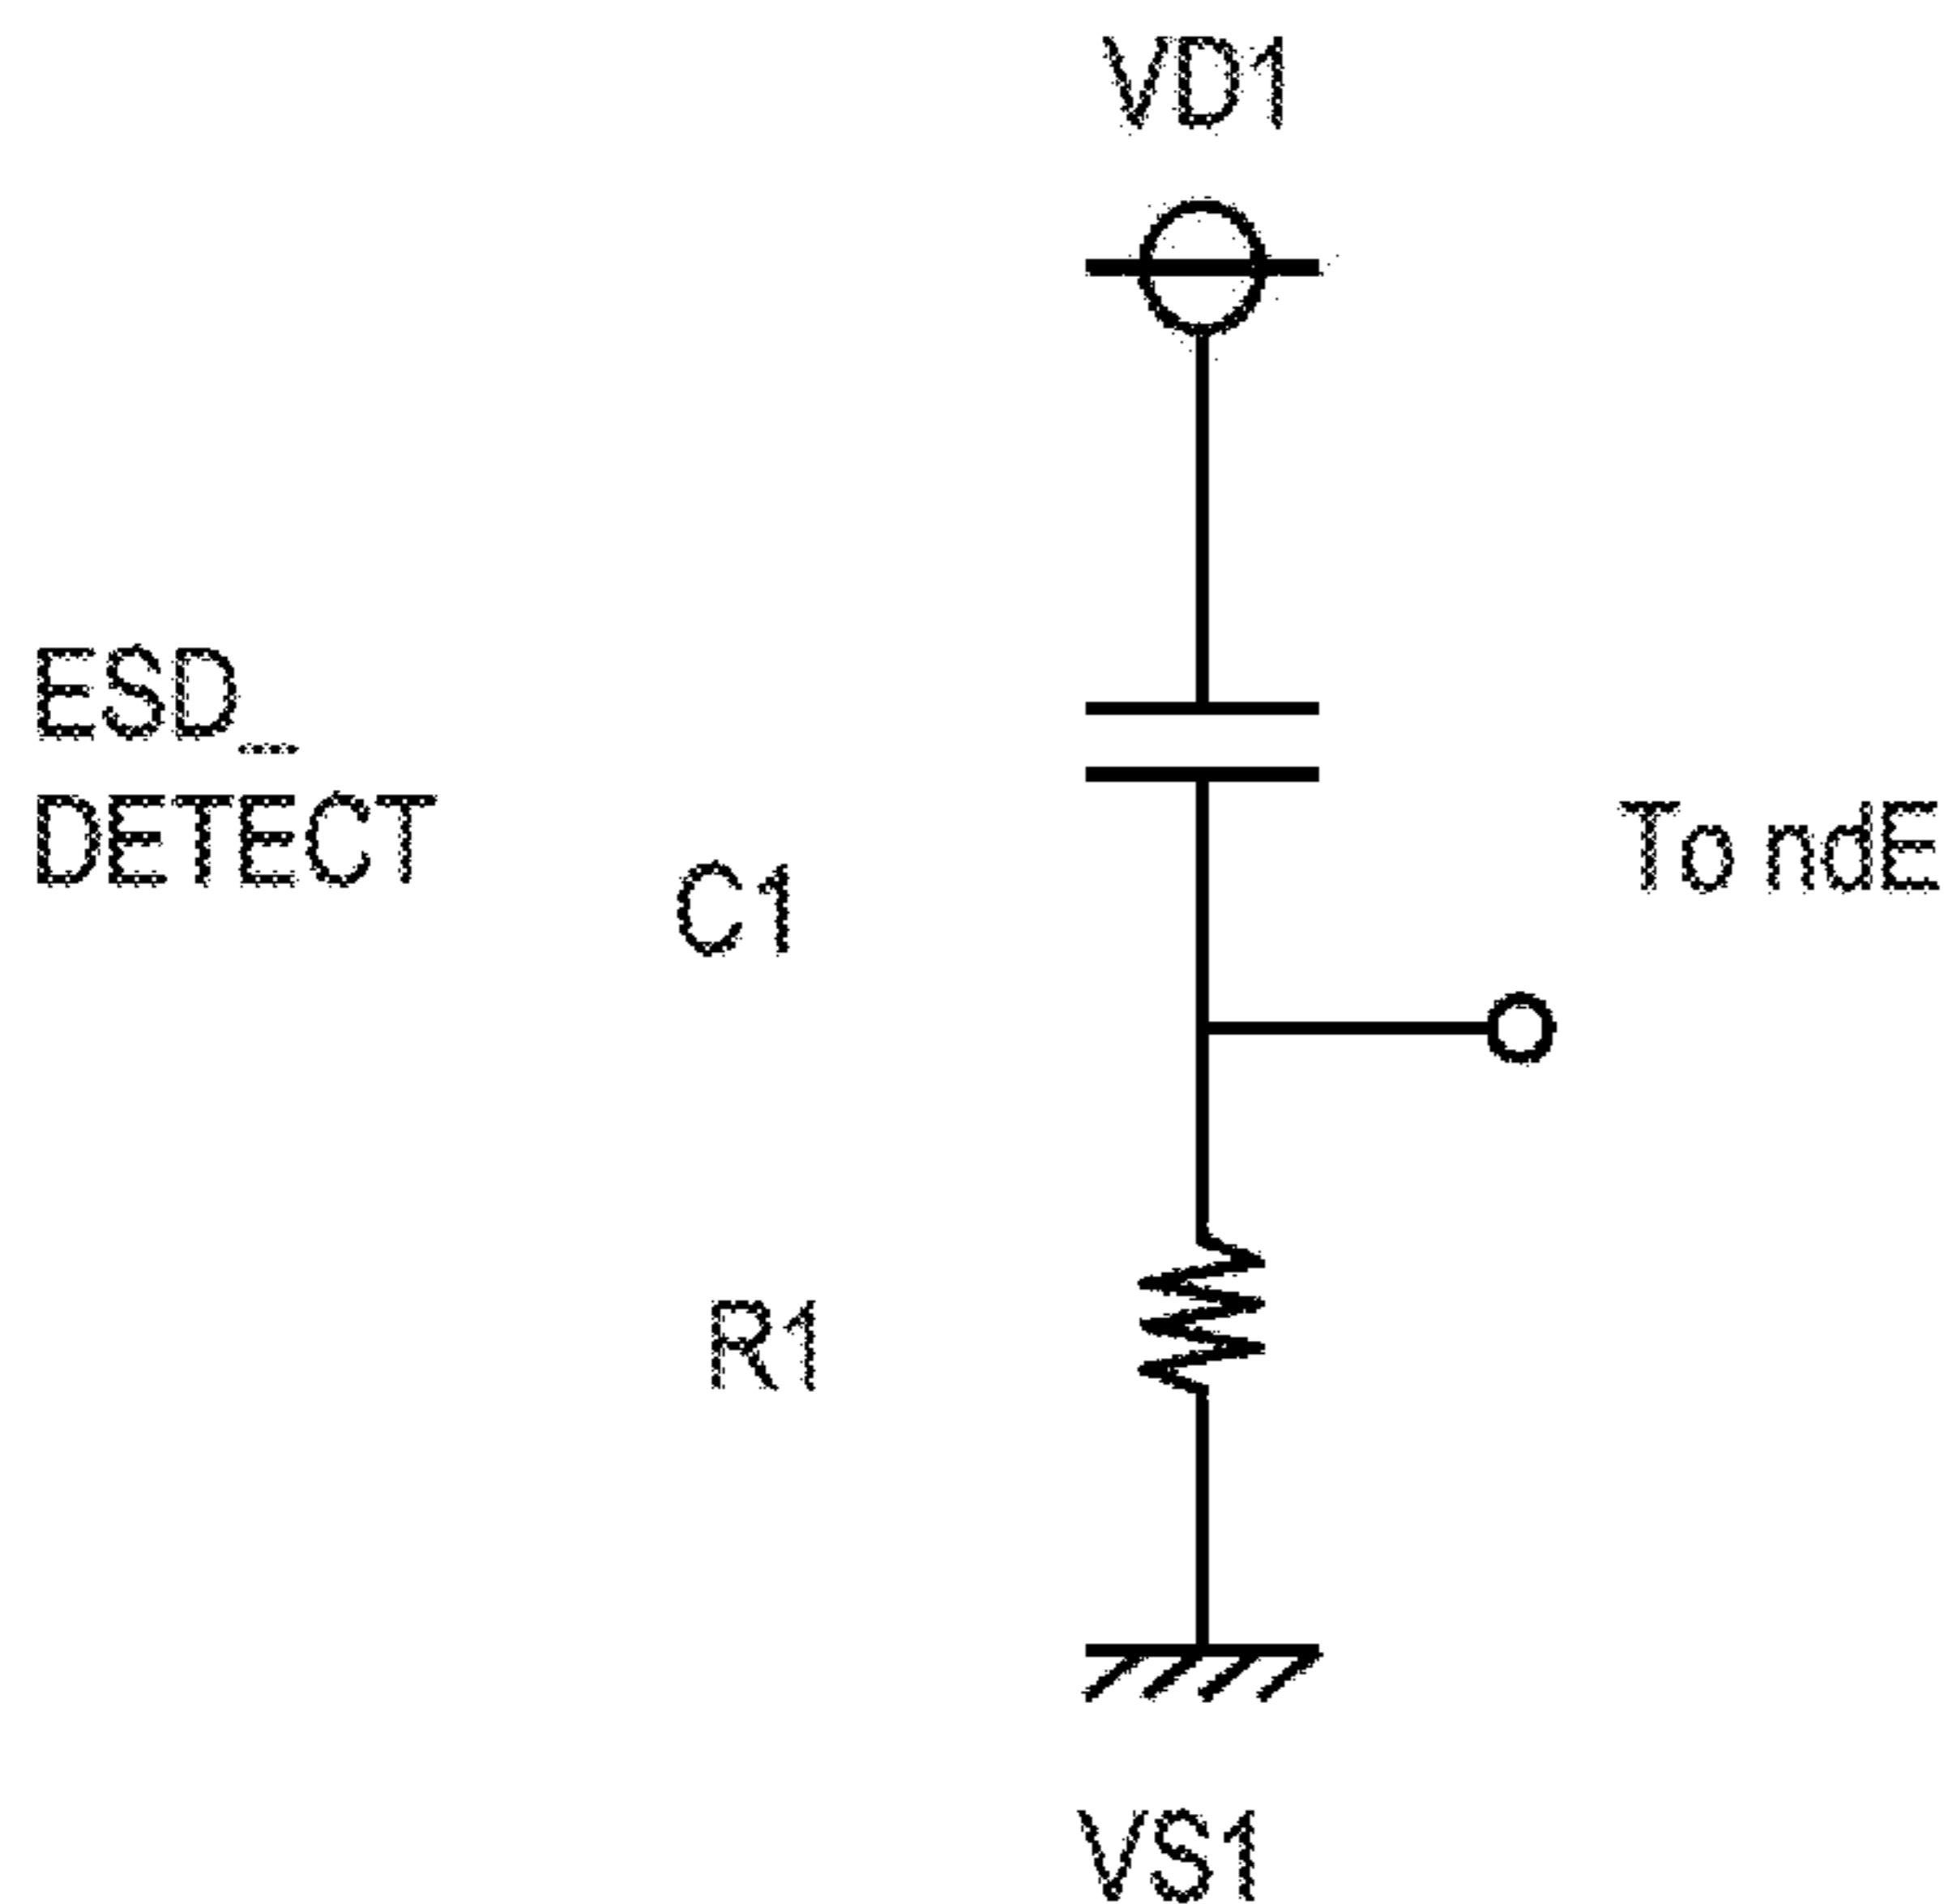 VD1
ESD_
DETECT
To ndE
C1
R1
VS1